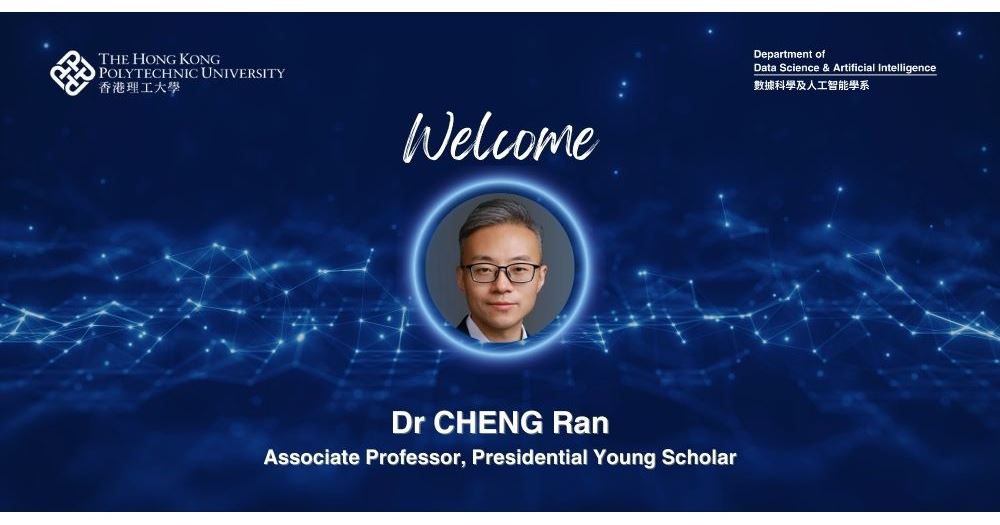 THE HONG KONG
POLYTECHNIC UNIVERSITY
香港理工大學
Department of
Data Science & Artificial Intelligence
數據科學及人工智能學系
Welcome
Dr CHENG Ran
Associate Professor, Presidential Young Scholar